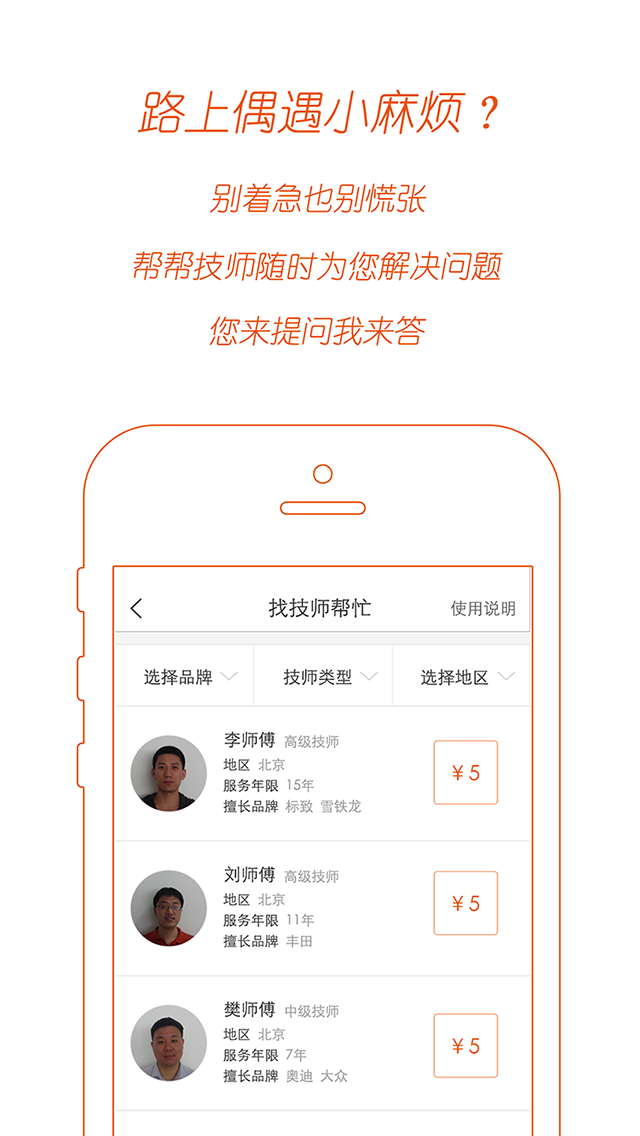 路上偶遇小麻烦？
别着急也别慌张
帮帮技师随时为您解决问题
您来提问我来答
找技师帮忙 使用说明
选择品牌 技师类型 选择地区
李师傅 高级技师
地区 北京
服务年限 15年
擅长品牌 标致 雪铁龙
¥ 5
刘师傅 高级技师
地区 北京
服务年限 11年
擅长品牌 丰田
¥ 5
樊师傅 中级技师
地区 北京
服务年限 7年
擅长品牌 奥迪 大众
¥ 5